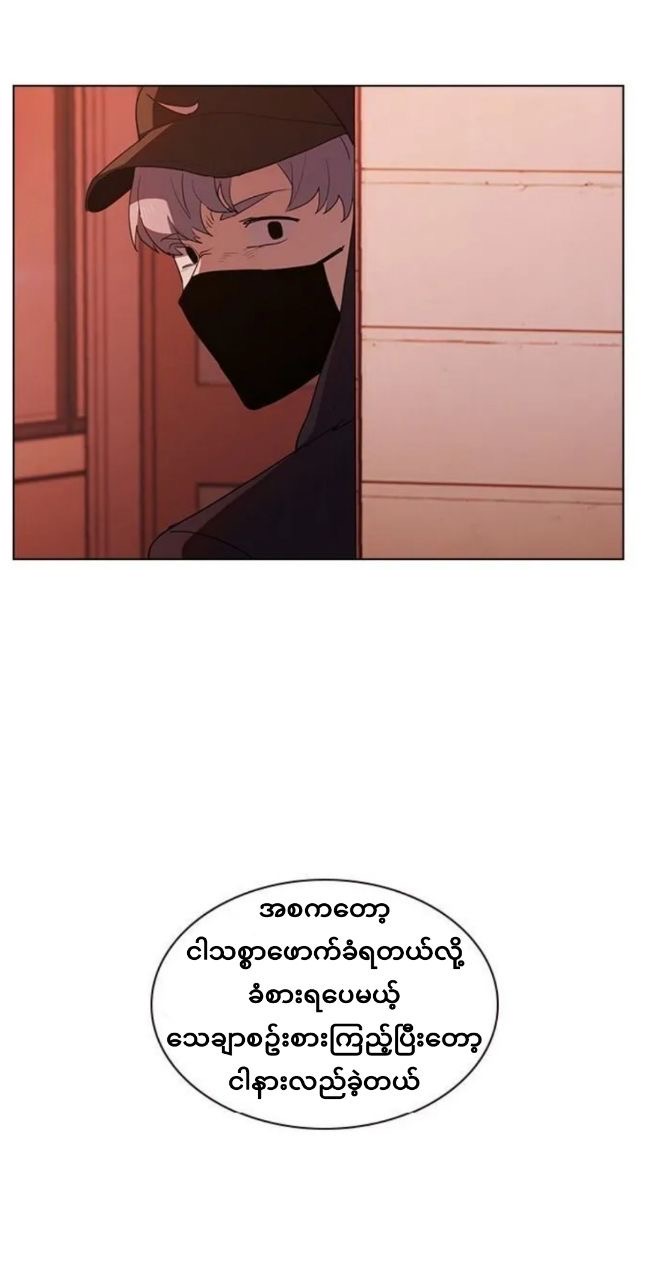 အစကတော့
ငါသစ္စာဖောက်ခံရတယ်လို့
ခံစားရပေမယ့်
သေချာစဥ်းစားကြည့်ပြီးတော့
ငါနားလည်ခဲ့တယ်